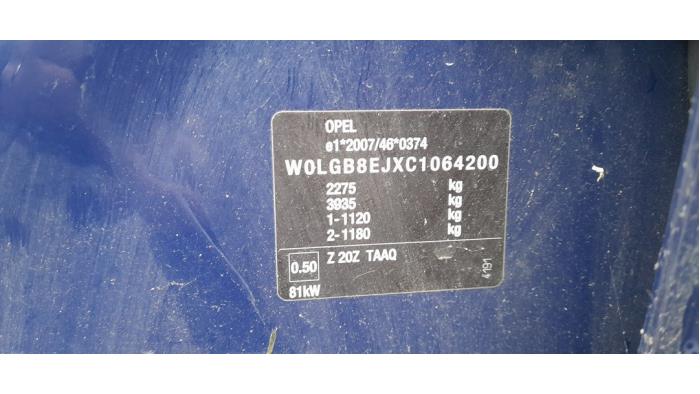 OPEL
e1*2007/46*0374
W0LGB8EJXC1064200
2275 kg
3935 kg
1-1120 kg
2-1180 kg
0.50 Z 20Z TAAQ
81kW
4191